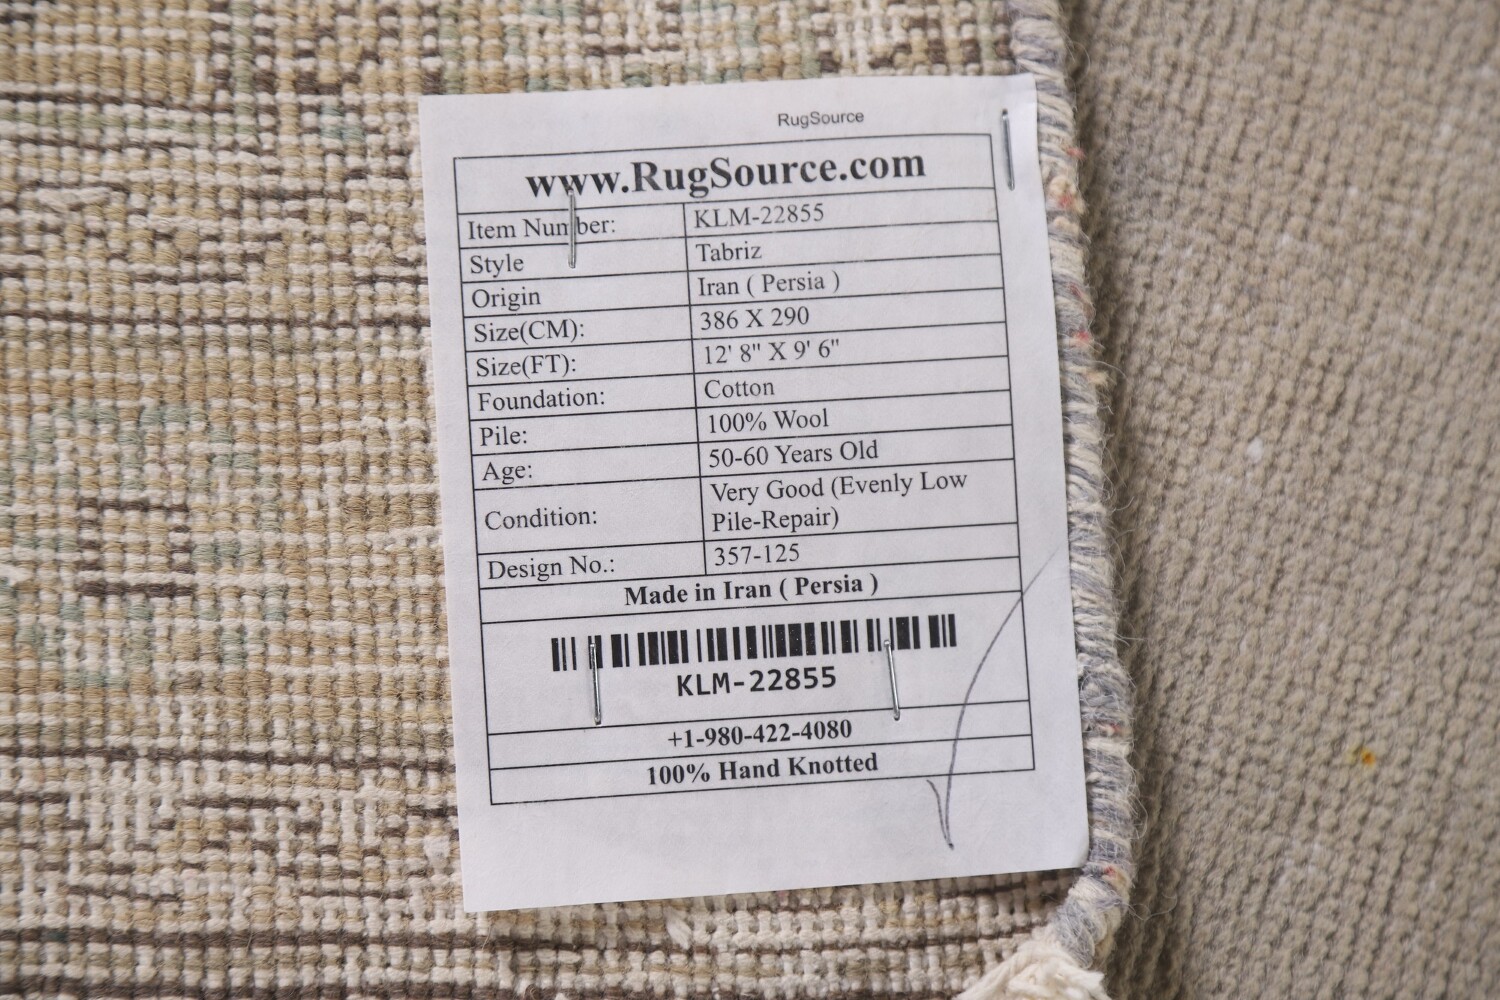 RugSource
www.RugSource.com
Item Number: KLM-22855
Style Tabriz
Origin Iran ( Persia )
Size(CM): 386 X 290
Size(FT): 12' 8" X 9' 6"
Foundation: Cotton
Pile: 100% Wool
Age: 50-60 Years Old
Condition: Very Good (Evenly Low
Pile-Repair)
Design No.: 357-125
Made in Iran ( Persia )
KLM-22855
+1-980-422-4080
100% Hand Knotted